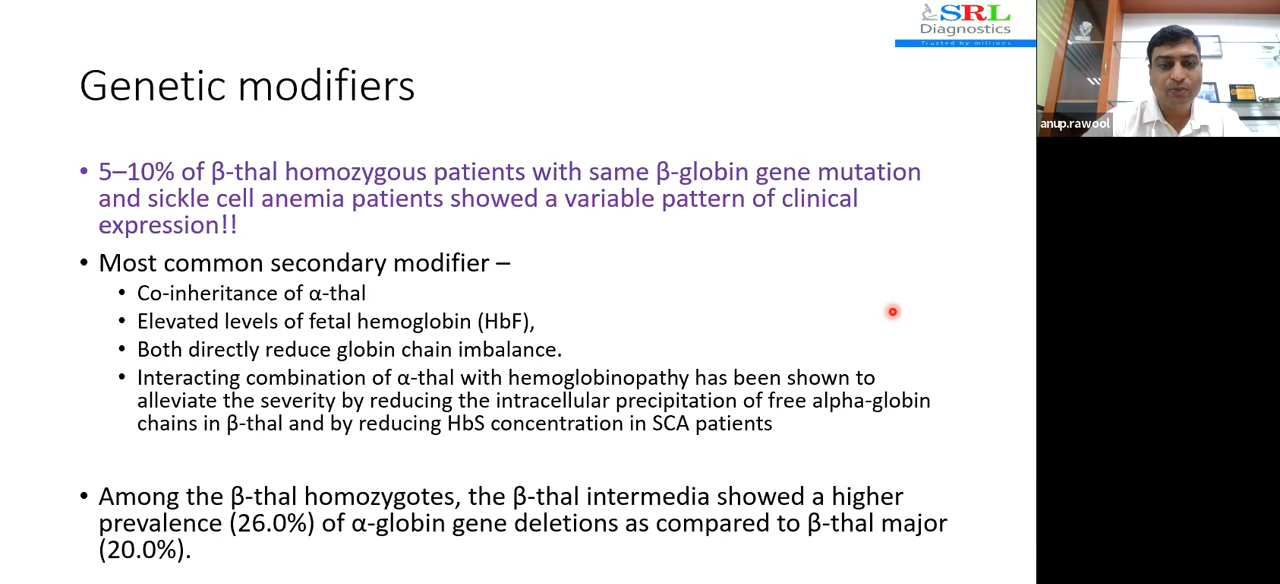 SRL
Diagnostics
Trusted by millions
anup.rawool
Genetic modifiers
• 5–10% of β-thal homozygous patients with same β-globin gene mutation
and sickle cell anemia patients showed a variable pattern of clinical
expression!!
• Most common secondary modifier –
• Co-inheritance of α-thal
• Elevated levels of fetal hemoglobin (HbF),
• Both directly reduce globin chain imbalance.
• Interacting combination of α-thal with hemoglobinopathy has been shown to
alleviate the severity by reducing the intracellular precipitation of free alpha-globin
chains in β-thal and by reducing HbS concentration in SCA patients
• Among the β-thal homozygotes, the β-thal intermedia showed a higher
prevalence (26.0%) of α-globin gene deletions as compared to β-thal major
(20.0%).